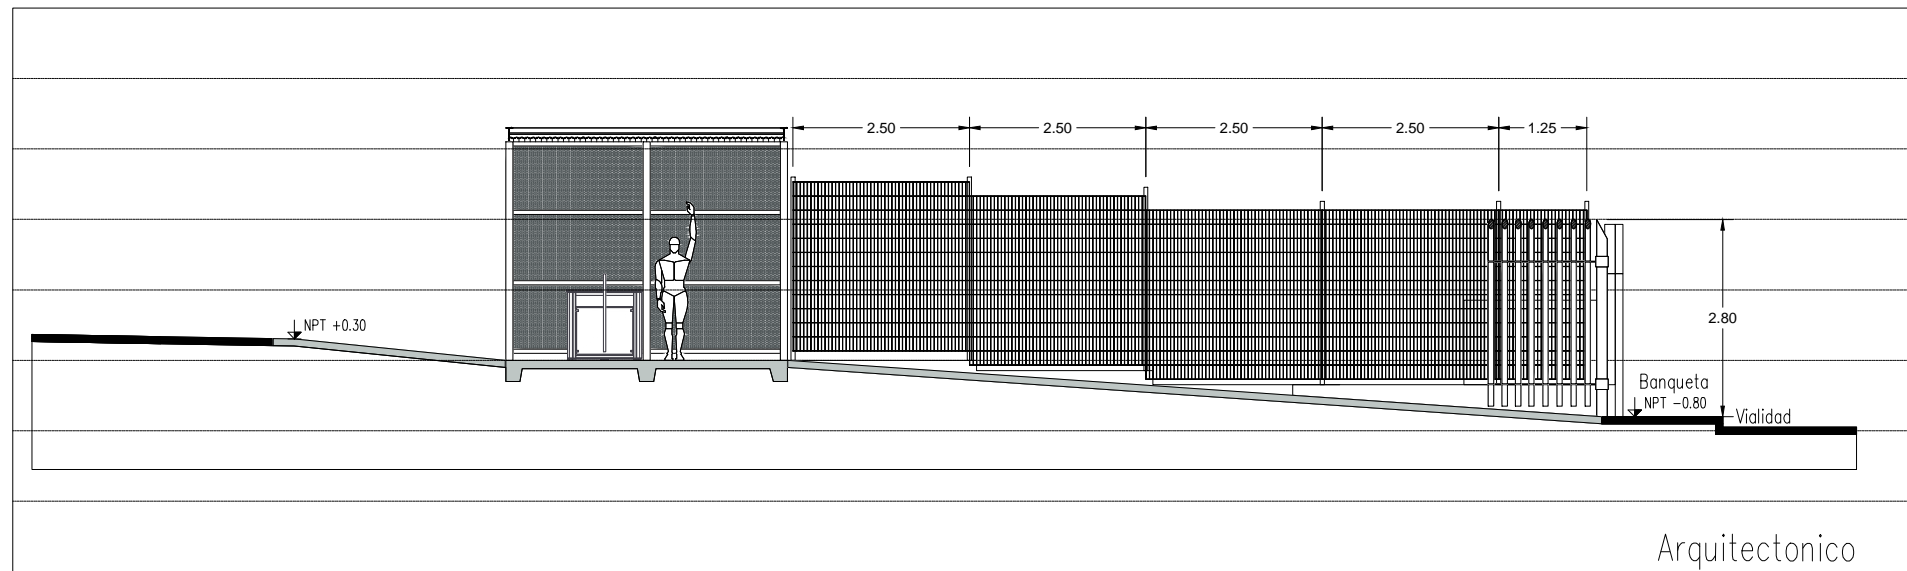 2.50
2.50
2.50
2.50
1.25
NPT +0.30
2.80
Banqueta
NPT -0.80
Vialidad
Arquitectonico